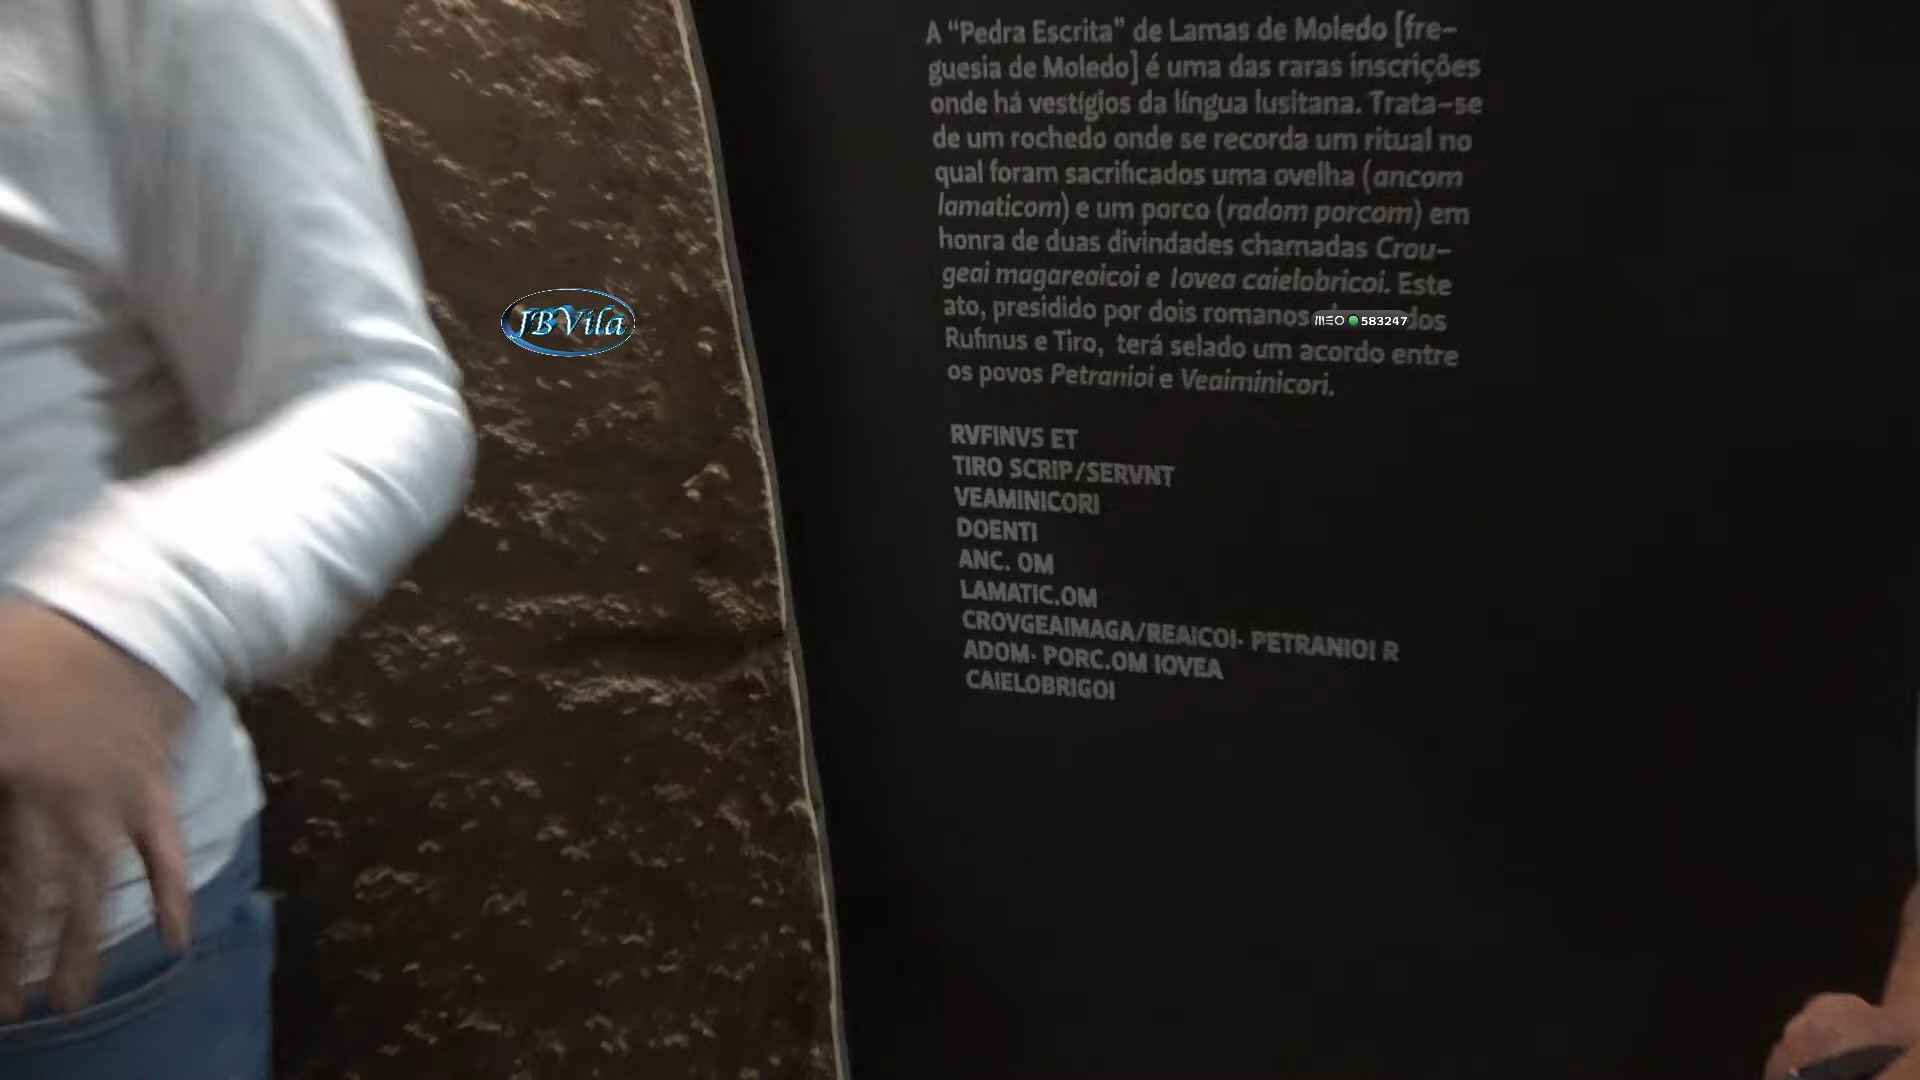 A “Pedra Escrita” de Lamas de Moledo [fre-
guesia de Moledo] é uma das raras inscrições
onde há vestígios da língua lusitana. Trata-se
de um rochedo onde se recorda um ritual no
qual foram sacrificados uma ovelha (ancom
lamaticom) e um porco (radom porcom) em
honra de duas divindades chamadas Crou-
geai magareaicoi e Iovea caielobricoi. Este
ato, presidido por dois romanos
Rufinus e Tiro, terá selado um acordo entre
os povos Petranioi e Veaiminicori.
RVFINVS ET
TIRO SCRIP/SERVNT
VEAMINICORI
DOENTI
ANC. OM
LAMATIC.OM
CROVGEAIMAGA/REAICOI· PETRANIOI R
ADOM· PORC.OM IOVEA
CAIELOBRIGOI
JBVila
MEO 583247